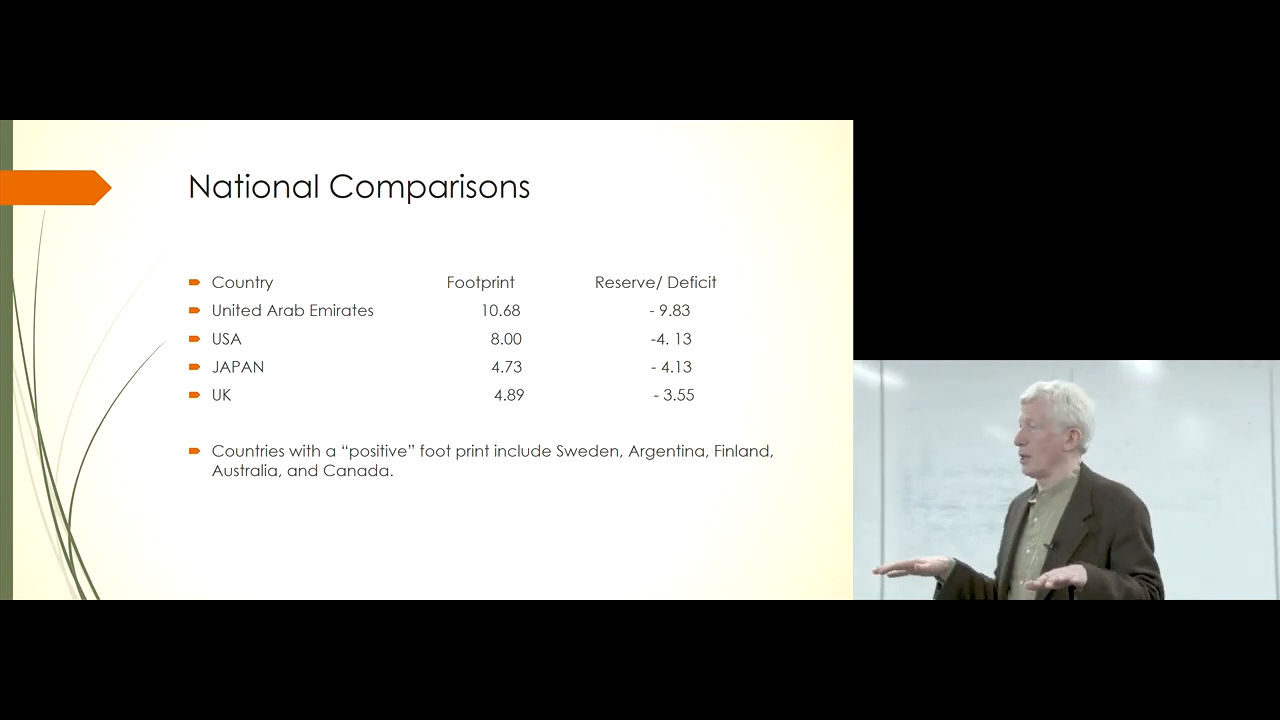 National Comparisons
Country Footprint Reserve/ Deficit
United Arab Emirates 10.68 - 9.83
USA 8.00 -4. 13
JAPAN 4.73 - 4.13
UK 4.89 - 3.55
Countries with a “positive” foot print include Sweden, Argentina, Finland,
Australia, and Canada.